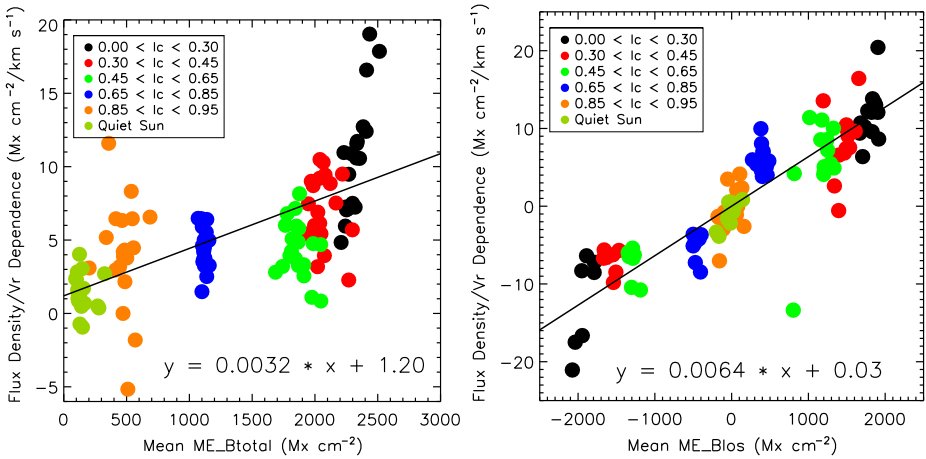 Flux Density/Vr Dependence (Mx cm⁻²/km s⁻¹)
20
15
10
5
0
−5
0.00 < Ic < 0.30
0.30 < Ic < 0.45
0.45 < Ic < 0.65
0.65 < Ic < 0.85
0.85 < Ic < 0.95
Quiet Sun
y = 0.0032 * x + 1.20
0 500 1000 1500 2000 2500 3000
Mean ME_Btotal (Mx cm⁻²)
Flux Density/Vr Dependence (Mx cm⁻²/km s⁻¹)
20
10
0
−10
−20
0.00 < Ic < 0.30
0.30 < Ic < 0.45
0.45 < Ic < 0.65
0.65 < Ic < 0.85
0.85 < Ic < 0.95
Quiet Sun
y = 0.0064 * x + 0.03
−2000 −1000 0 1000 2000
Mean ME_Blos (Mx cm⁻²)